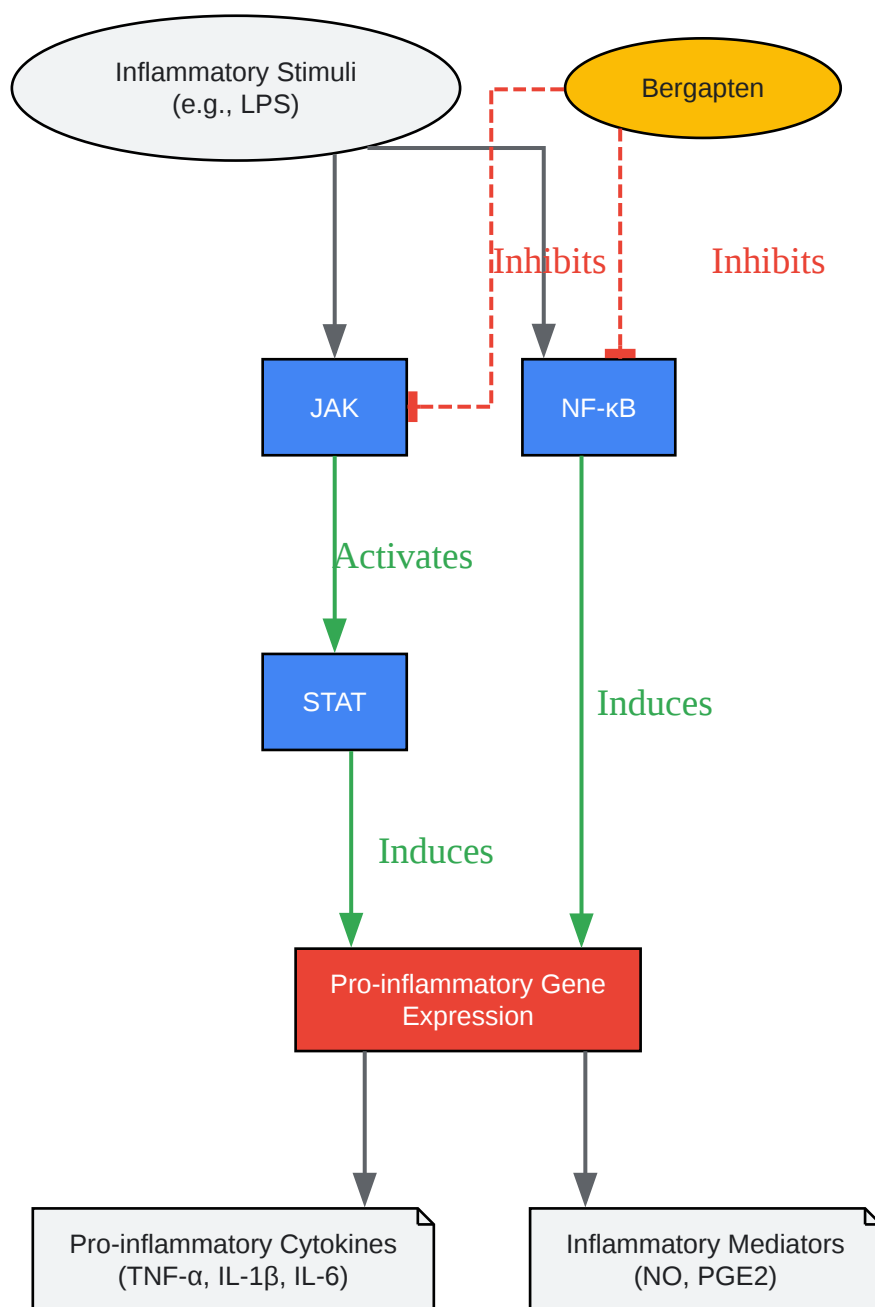 Inflammatory Stimuli
(e.g., LPS)
Bergapten
Inhibits
Inhibits
JAK
NF-κB
Activates
STAT
Induces
Induces
Pro-inflammatory Gene
Expression
Pro-inflammatory Cytokines
(TNF-α, IL-1β, IL-6)
Inflammatory Mediators
(NO, PGE2)